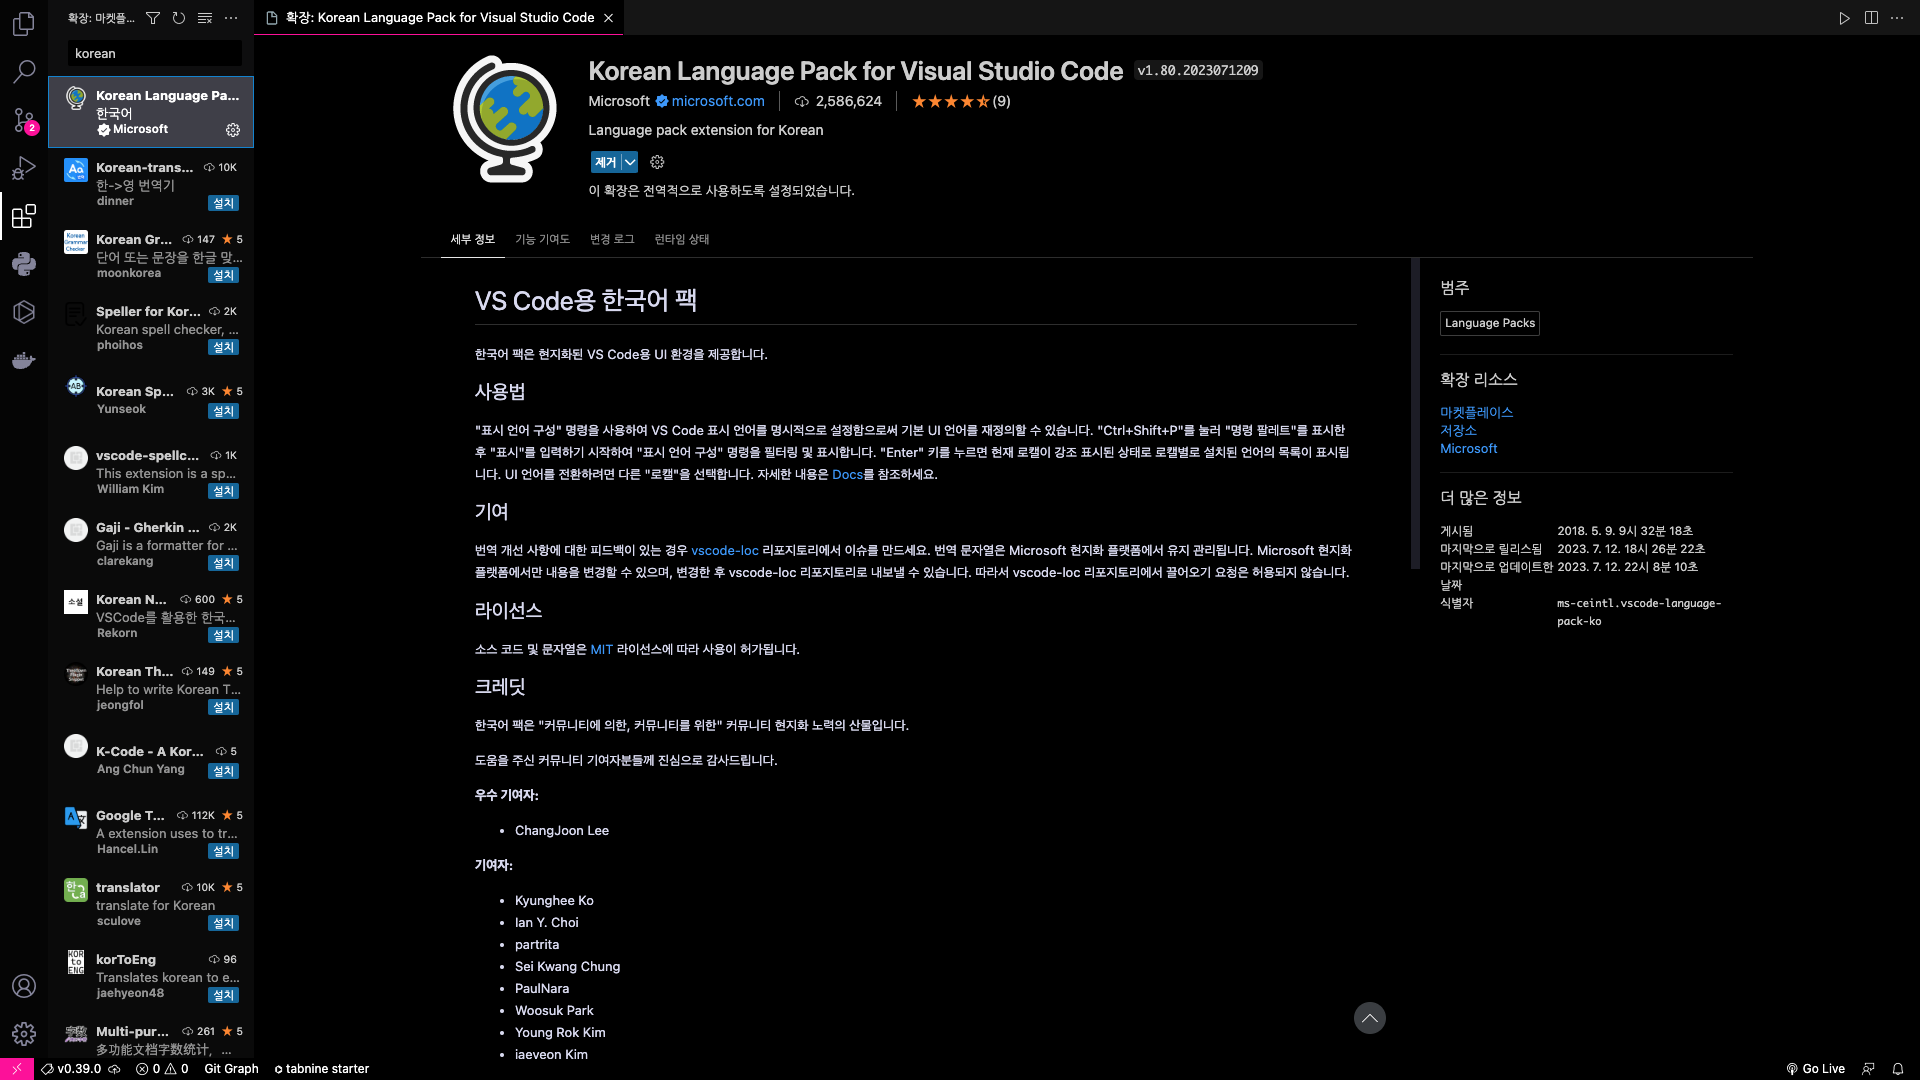 확장: 마켓플...
korean
Korean Language Pa...
한국어
Microsoft
2
Korean-trans... 10K
한->영 번역기
dinner 설치
Korean Grammar Checker
Korean Gr... 147 5
단어 또는 문장을 한글 맞...
moonkorea 설치
Speller for Kor... 2K
Korean spell checker, ...
phoihos 설치
Korean Sp... 3K 5
Yunseok 설치
vscode-spellc... 1K
This extension is a sp...
William Kim 설치
Gaji - Gherkin ... 2K
Gaji is a formatter for ...
clarekang 설치
소설
Korean N... 600 5
VSCode를 활용한 한국...
Rekorn 설치
Korean Th... 149 5
Help to write Korean T...
jeongfol 설치
K-Code - A Kor... 5
Ang Chun Yang 설치
Google T... 112K 5
A extension uses to tr...
Hancel.Lin 설치
translator 10K 5
translate for Korean
sculove 설치
KOR to ENG
korToEng 96
Translates korean to e...
jaehyeon48 설치
Multi-pur... 261 5
多功能文档字数统计，...
확장: Korean Language Pack for Visual Studio Code
Korean Language Pack for Visual Studio Code v1.80.2023071209
Microsoft microsoft.com 2,586,624 (9)
Language pack extension for Korean
제거
이 확장은 전역적으로 사용하도록 설정되었습니다.
세부 정보 기능 기여도 변경 로그 런타임 상태
VS Code용 한국어 팩
한국어 팩은 현지화된 VS Code용 UI 환경을 제공합니다.
사용법
"표시 언어 구성" 명령을 사용하여 VS Code 표시 언어를 명시적으로 설정함으로써 기본 UI 언어를 재정의할 수 있습니다. "Ctrl+Shift+P"를 눌러 "명령 팔레트"를 표시한
후 "표시"를 입력하기 시작하여 "표시 언어 구성" 명령을 필터링 및 표시합니다. "Enter" 키를 누르면 현재 로캘이 강조 표시된 상태로 로캘별로 설치된 언어의 목록이 표시됩
니다. UI 언어를 전환하려면 다른 "로캘"을 선택합니다. 자세한 내용은 Docs를 참조하세요.
기여
번역 개선 사항에 대한 피드백이 있는 경우 vscode-loc 리포지토리에서 이슈를 만드세요. 번역 문자열은 Microsoft 현지화 플랫폼에서 유지 관리됩니다. Microsoft 현지화
플랫폼에서만 내용을 변경할 수 있으며, 변경한 후 vscode-loc 리포지토리로 내보낼 수 있습니다. 따라서 vscode-loc 리포지토리에서 끌어오기 요청은 허용되지 않습니다.
라이선스
소스 코드 및 문자열은 MIT 라이선스에 따라 사용이 허가됩니다.
크레딧
한국어 팩은 "커뮤니티에 의한, 커뮤니티를 위한" 커뮤니티 현지화 노력의 산물입니다.
도움을 주신 커뮤니티 기여자분들께 진심으로 감사드립니다.
우수 기여자:
• ChangJoon Lee
기여자:
• Kyunghee Ko
• Ian Y. Choi
• partrita
• Sei Kwang Chung
• PaulNara
• Woosuk Park
• Young Rok Kim
• iaeveon Kim
범주
Language Packs
확장 리소스
마켓플레이스
저장소
Microsoft
더 많은 정보
게시됨 2018. 5. 9. 9시 32분 18초
마지막으로 릴리스됨 2023. 7. 12. 18시 26분 22초
마지막으로 업데이트한 2023. 7. 12. 22시 8분 10초
날짜
식별자 ms-ceintl.vscode-language-
pack-ko
v0.39.0 0 0 Git Graph tabnine starter Go Live